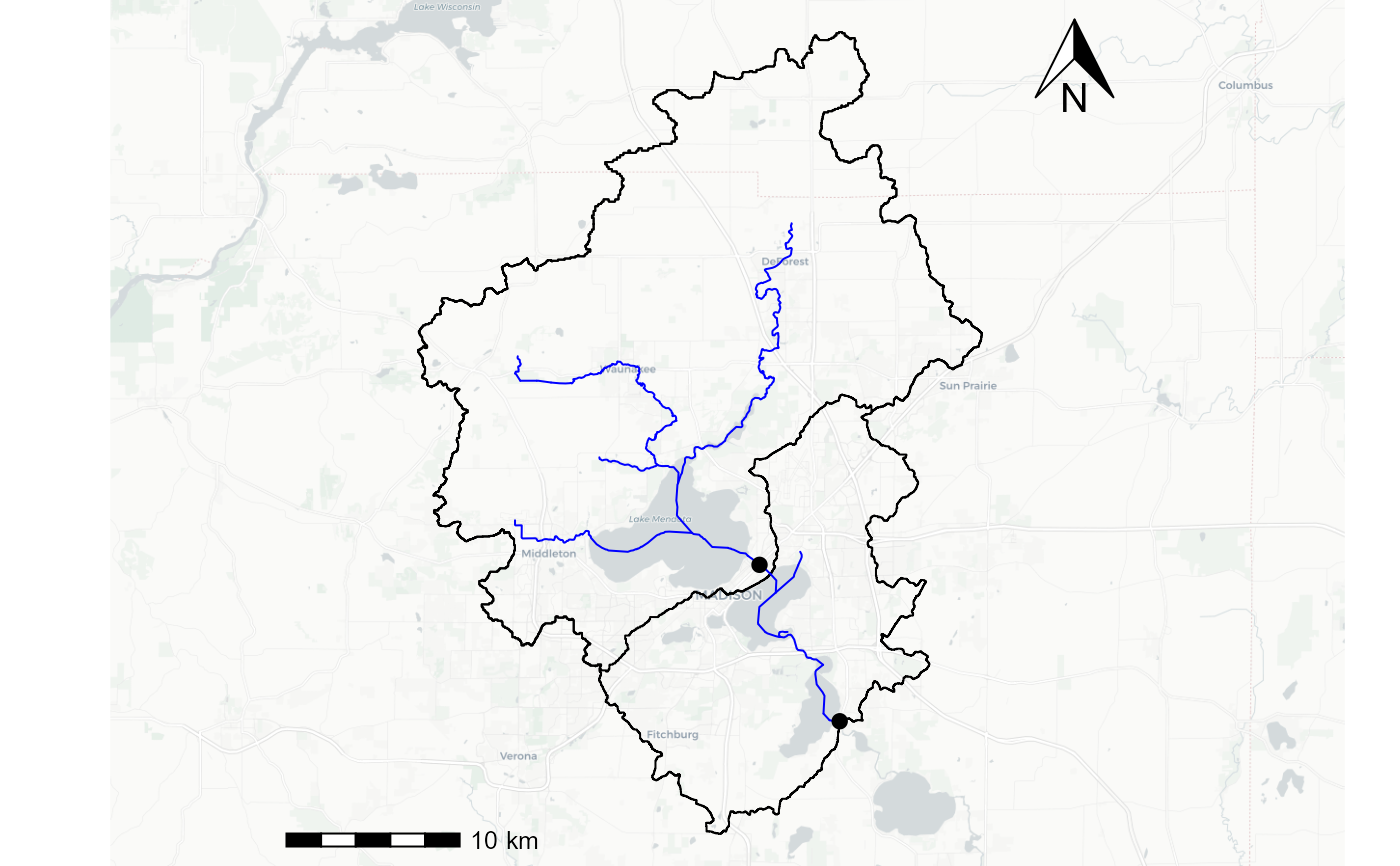 Lake Wisconsin
Columbus
N
DeForest
Waunakee
Sun Prairie
Lake Mendota
Middleton
MADISON
Fitchburg
Verona
10 km